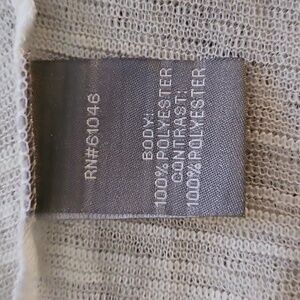 RN#61046
BODY:
100% POLYESTER
CONTRAST:
100% POLYESTER